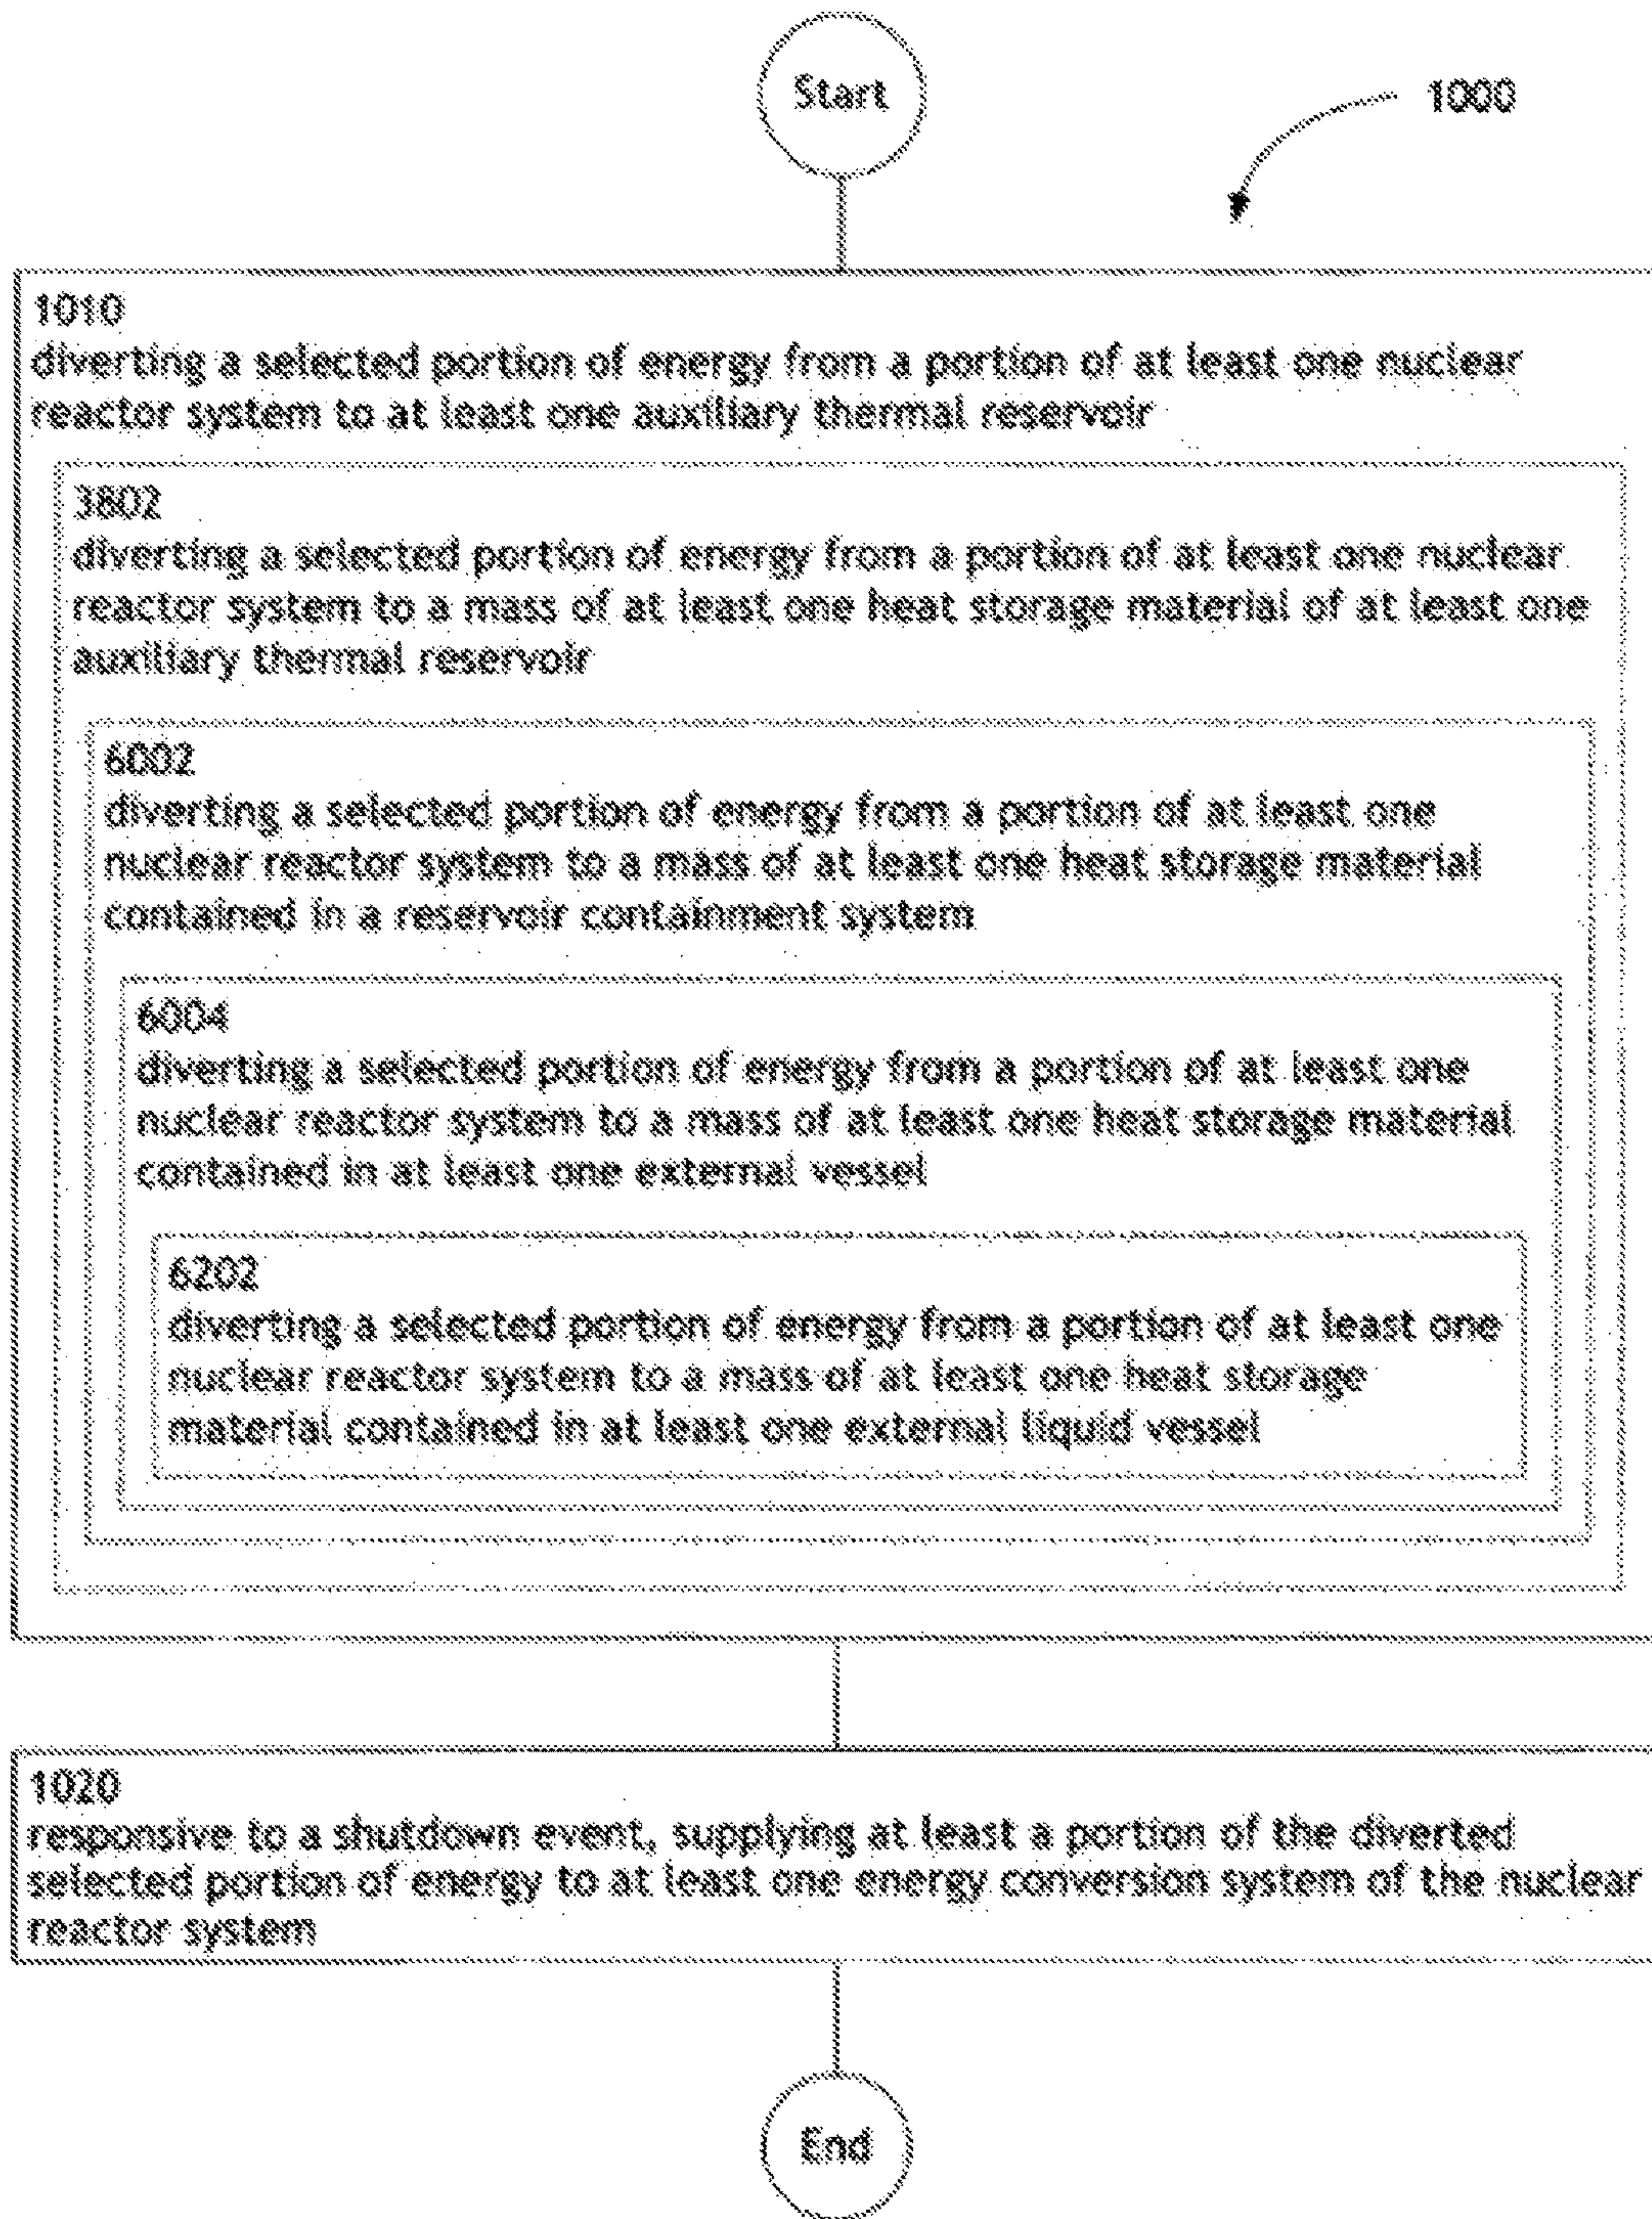 Start
1000
1010
diverting a selected portion of energy from a portion of at least one nuclear
reactor system to at least one auxiliary thermal reservoir
3802
diverting a selected portion of energy from a portion of at least one nuclear
reactor system to a mass of at least one heat storage material of at least one
auxiliary thermal reservoir
6002
diverting a selected portion of energy from a portion of at least one
nuclear reactor system to a mass of at least one heat storage material
contained in a reservoir containment system
6004
diverting a selected portion of energy from a portion of at least one
nuclear reactor system to a mass of at least one heat storage material
contained in at least one external vessel
6202
diverting a selected portion of energy from a portion of at least one
nuclear reactor system to a mass of at least one heat storage
material contained in at least one external liquid vessel
1020
responsive to a shutdown event, supplying at least a portion of the diverted
selected portion of energy to at least one energy conversion system of the nuclear
reactor system
End